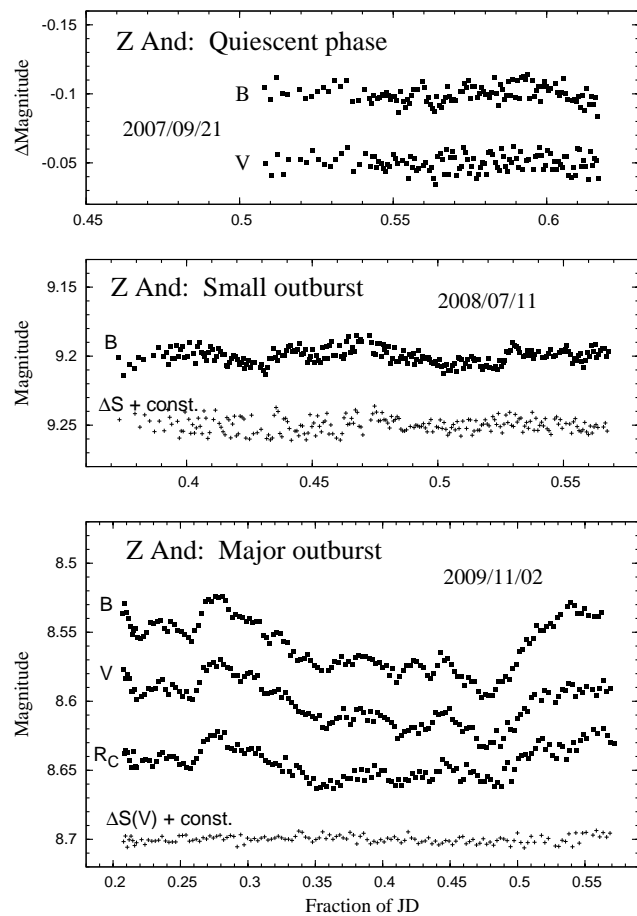 -0.15
Z And: Quiescent phase
-0.1
B
ΔMagnitude
2007/09/21
-0.05
V
0.45 0.5 0.55 0.6
9.15
Z And: Small outburst
2008/07/11
Magnitude
B
9.2
ΔS + const.
9.25
0.4 0.45 0.5 0.55
8.5
Z And: Major outburst
2009/11/02
B
8.55
V
Magnitude
8.6
R_C
8.65
ΔS(V) + const.
8.7
0.2 0.25 0.3 0.35 0.4 0.45 0.5 0.55
Fraction of JD